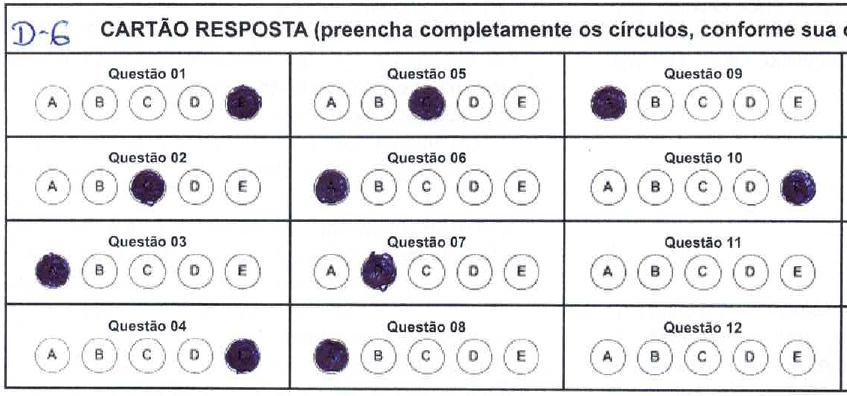 D-6 CARTÃO RESPOSTA (preencha completamente os círculos, conforme sua
Questão 01 Questão 05 Questão 09
A B C D A B D E B C D E
Questão 02 Questão 06 Questão 10
A B D E B C D E A B C D
Questão 03 Questão 07 Questão 11
B C D E A C D E A B C D E
Questão 04 Questão 08 Questão 12
A B C D B C D E A B C D E